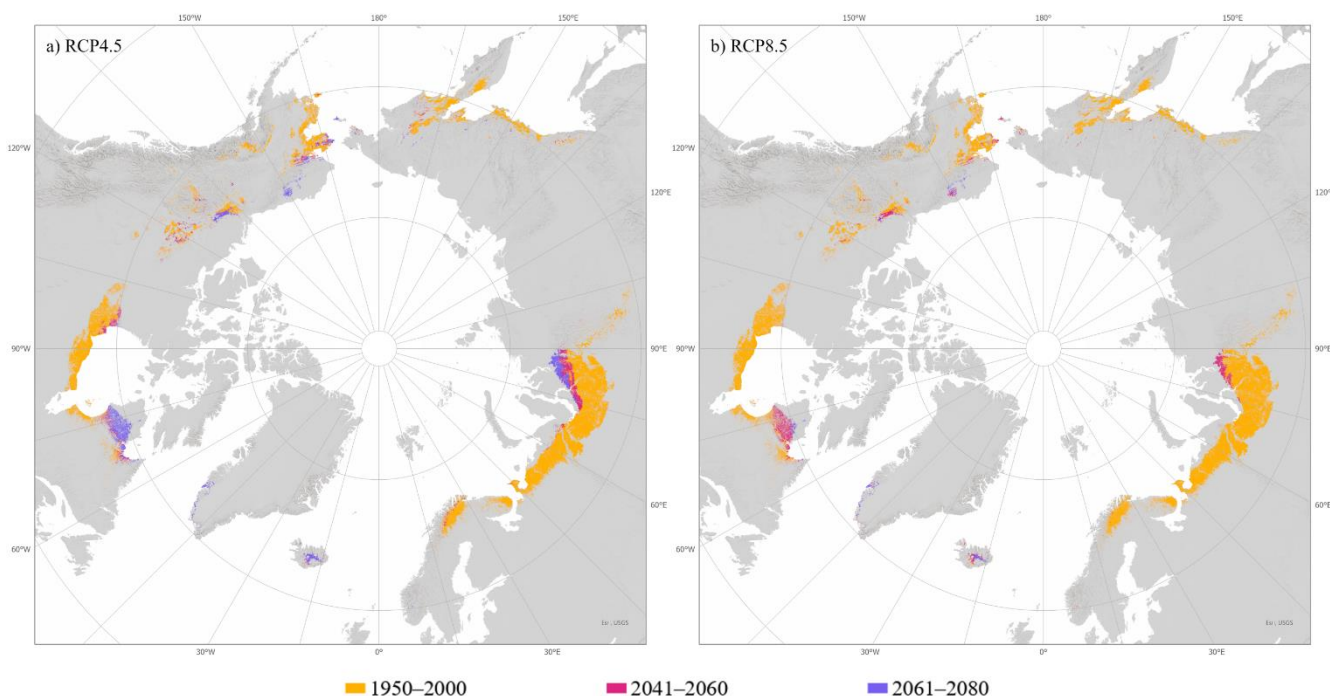 150°W 180° 150°E
a) RCP4.5
120°W
120°E
90°W
90°E
60°W
60°E
Esri, USGS
30°W 0° 30°E
150°W 180° 150°E
b) RCP8.5
120°W
120°E
90°W
90°E
60°W
60°E
Esri, USGS
30°W 0° 30°E
1950–2000 2041–2060 2061–2080